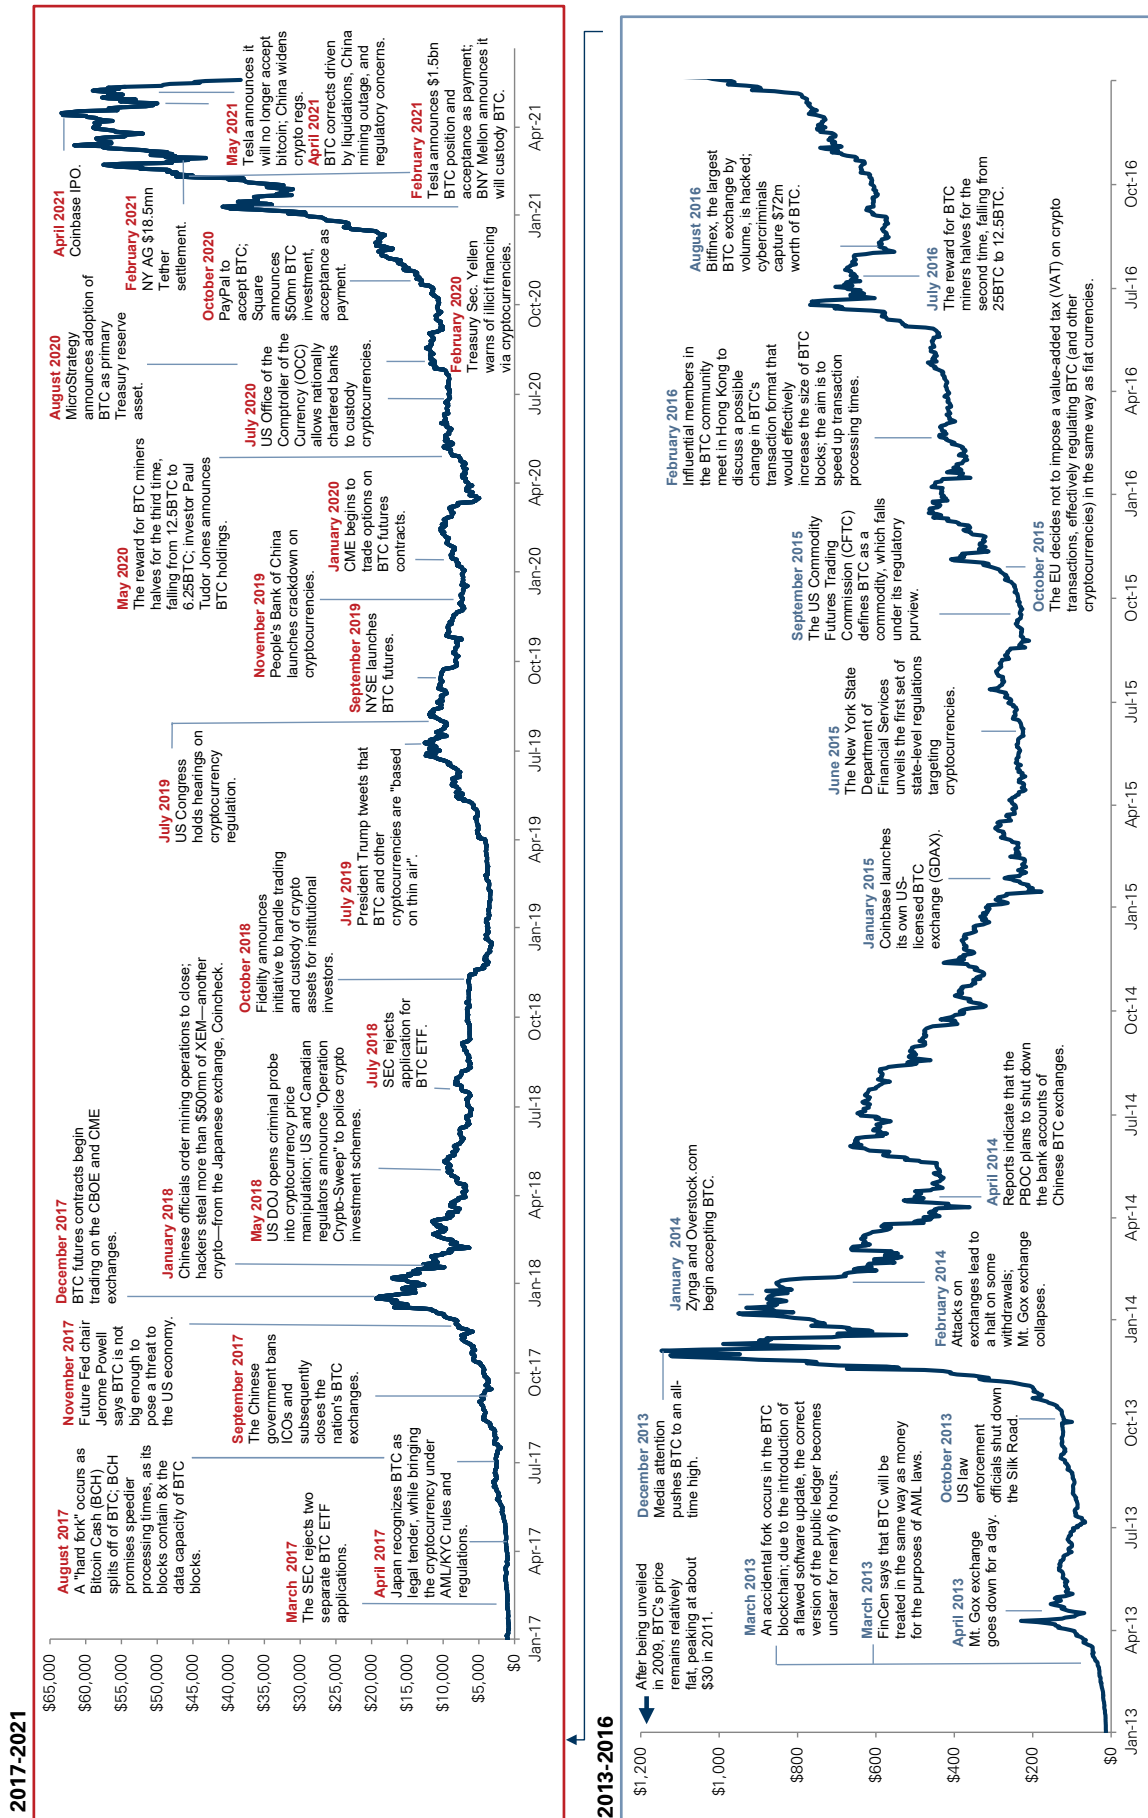 2017-2021
$65,000
$60,000
$55,000
$50,000
$45,000
$40,000
$35,000
$30,000
$25,000
$20,000
$15,000
$10,000
$5,000
$0
Jan-17
Apr-17
Jul-17
Oct-17
Jan-18
Apr-18
Jul-18
Oct-18
Jan-19
Apr-19
Jul-19
Oct-19
Jan-20
Apr-20
Jul-20
Oct-20
Jan-21
Apr-21
March 2017
The SEC rejects two
separate BTC ETF
applications.
April 2017
Japan recognizes BTC as
legal tender, while bringing
the cryptocurrency under
AML/KYC rules and
regulations.
August 2017
A "hard fork" occurs as
Bitcoin Cash (BCH)
splits off of BTC; BCH
promises speedier
processing times, as its
blocks contain 8x the
data capacity of BTC
blocks.
September 2017
The Chinese
government bans
ICOs and
subsequently
closes the
nation's BTC
exchanges.
November 2017
Future Fed chair
Jerome Powell
says BTC is not
big enough to
pose a threat to
the US economy.
December 2017
BTC futures contracts begin
trading on the CBOE and CME
exchanges.
January 2018
Chinese officials order mining operations to close;
hackers steal more than $500mn of XEM—another
crypto—from the Japanese exchange, Coincheck.
May 2018
US DOJ opens criminal probe
into cryptocurrency price
manipulation; US and Canadian
regulators announce "Operation
Crypto-Sweep" to police crypto
investment schemes.
July 2018
SEC rejects
application for
BTC ETF.
October 2018
Fidelity announces
initiative to handle trading
and custody of crypto
assets for institutional
investors.
July 2019
President Trump tweets that
BTC and other
cryptocurrencies are "based
on thin air".
July 2019
US Congress
holds hearings on
cryptocurrency
regulation.
September 2019
NYSE launches
BTC futures.
November 2019
People's Bank of China
launches crackdown on
cryptocurrencies.
January 2020
CME begins to
trade options on
BTC futures
contracts.
May 2020
The reward for BTC miners
halves for the third time,
falling from 12.5BTC to
6.25BTC; investor Paul
Tudor Jones announces
BTC holdings.
July 2020
US Office of the
Comptroller of the
Currency (OCC)
allows nationally
chartered banks
to custody
cryptocurrencies.
August 2020
MicroStrategy
announces adoption of
BTC as primary
Treasury reserve
asset.
February 2020
Treasury Sec. Yellen
warns of illicit financing
via cryptocurrencies.
October 2020
PayPal to
accept BTC;
Square
announces
$50mn BTC
investment,
acceptance as
payment.
February 2021
NY AG $18.5mn
Tether
settlement.
April 2021
Coinbase IPO.
February 2021
Tesla announces $1.5bn
BTC position and
acceptance as payment;
BNY Mellon announces it
will custody BTC.
May 2021
Tesla announces it
will no longer accept
bitcoin; China widens
crypto regs.
April 2021
BTC corrects driven
by liquidations, China
mining outage, and
regulatory concerns.
2013-2016
$1,200
$1,000
$800
$600
$400
$200
$0
Jan-13
Apr-13
Jul-13
Oct-13
Jan-14
Apr-14
Jul-14
Oct-14
Jan-15
Apr-15
Jul-15
Oct-15
Jan-16
Apr-16
Jul-16
Oct-16
After being unveiled
in 2009, BTC's price
remains relatively
flat, peaking at about
$30 in 2011.
March 2013
An accidental fork occurs in the BTC
blockchain; due to the introduction of
a flawed software update, the correct
version of the public ledger becomes
unclear for nearly 6 hours.
March 2013
FinCen says that BTC will be
treated in the same way as money
for the purposes of AML laws.
April 2013
Mt. Gox exchange
goes down for a day.
October 2013
US law
enforcement
officials shut down
the Silk Road.
December 2013
Media attention
pushes BTC to an all-
time high.
January 2014
Zynga and Overstock.com
begin accepting BTC.
February 2014
Attacks on
exchanges lead to
a halt on some
withdrawals;
Mt. Gox exchange
collapses.
April 2014
Reports indicate that the
PBOC plans to shut down
the bank accounts of
Chinese BTC exchanges.
January 2015
Coinbase launches
its own US-
licensed BTC
exchange (GDAX).
June 2015
The New York State
Department of
Financial Services
unveils the first set of
state-level regulations
targeting
cryptocurrencies.
September 2015
The US Commodity
Futures Trading
Commission (CFTC)
defines BTC as a
commodity, which falls
under its regulatory
purview.
October 2015
The EU decides not to impose a value-added tax (VAT) on crypto
transactions, effectively regulating BTC (and other
cryptocurrencies) in the same way as fiat currencies.
February 2016
Influential members in
the BTC community
meet in Hong Kong to
discuss a possible
change in BTC's
transaction format that
would effectively
increase the size of BTC
blocks; the aim is to
speed up transaction
processing times.
July 2016
The reward for BTC
miners halves for the
second time, falling from
25BTC to 12.5BTC.
August 2016
Bitfinex, the largest
BTC exchange by
volume, is hacked;
cybercriminals
capture $72m
worth of BTC.